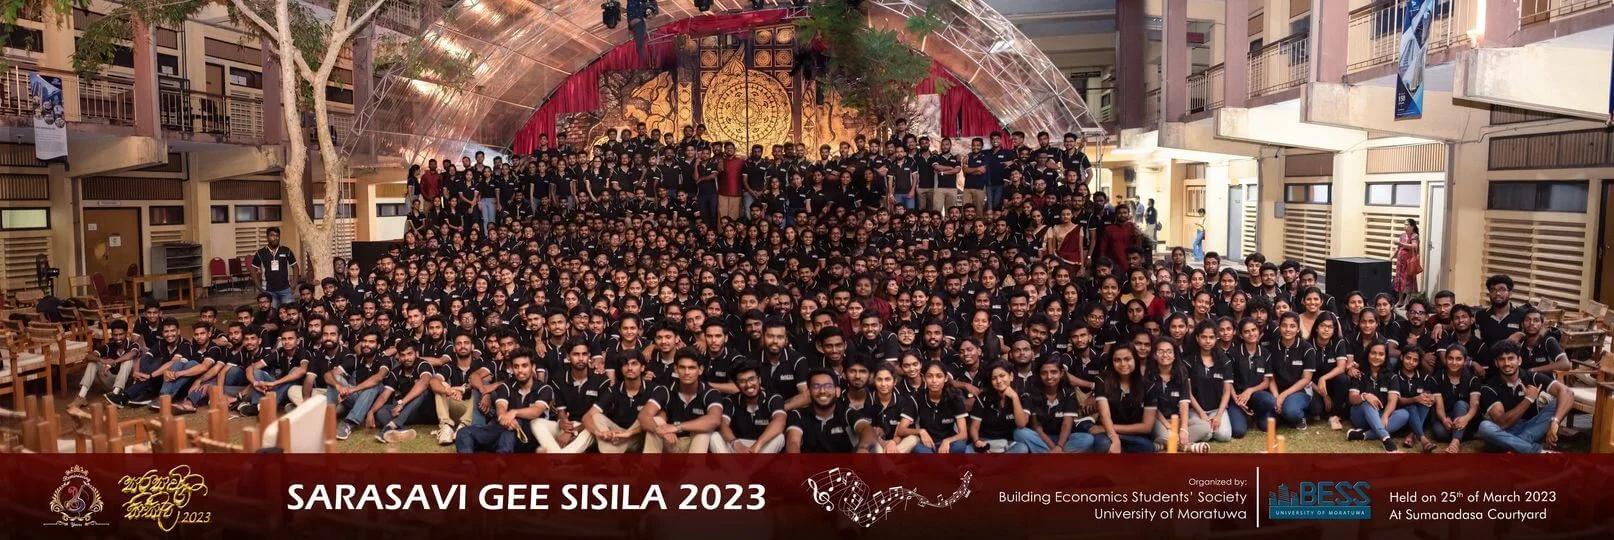 සරසවි ගී
සිසිල 2023
SARASAVI GEE SISILA 2023
Organized by:
Building Economics Students' Society
University of Moratuwa
BESS
UNIVERSITY OF MORATUWA
Held on 25th of March 2023
At Sumanadasa Courtyard